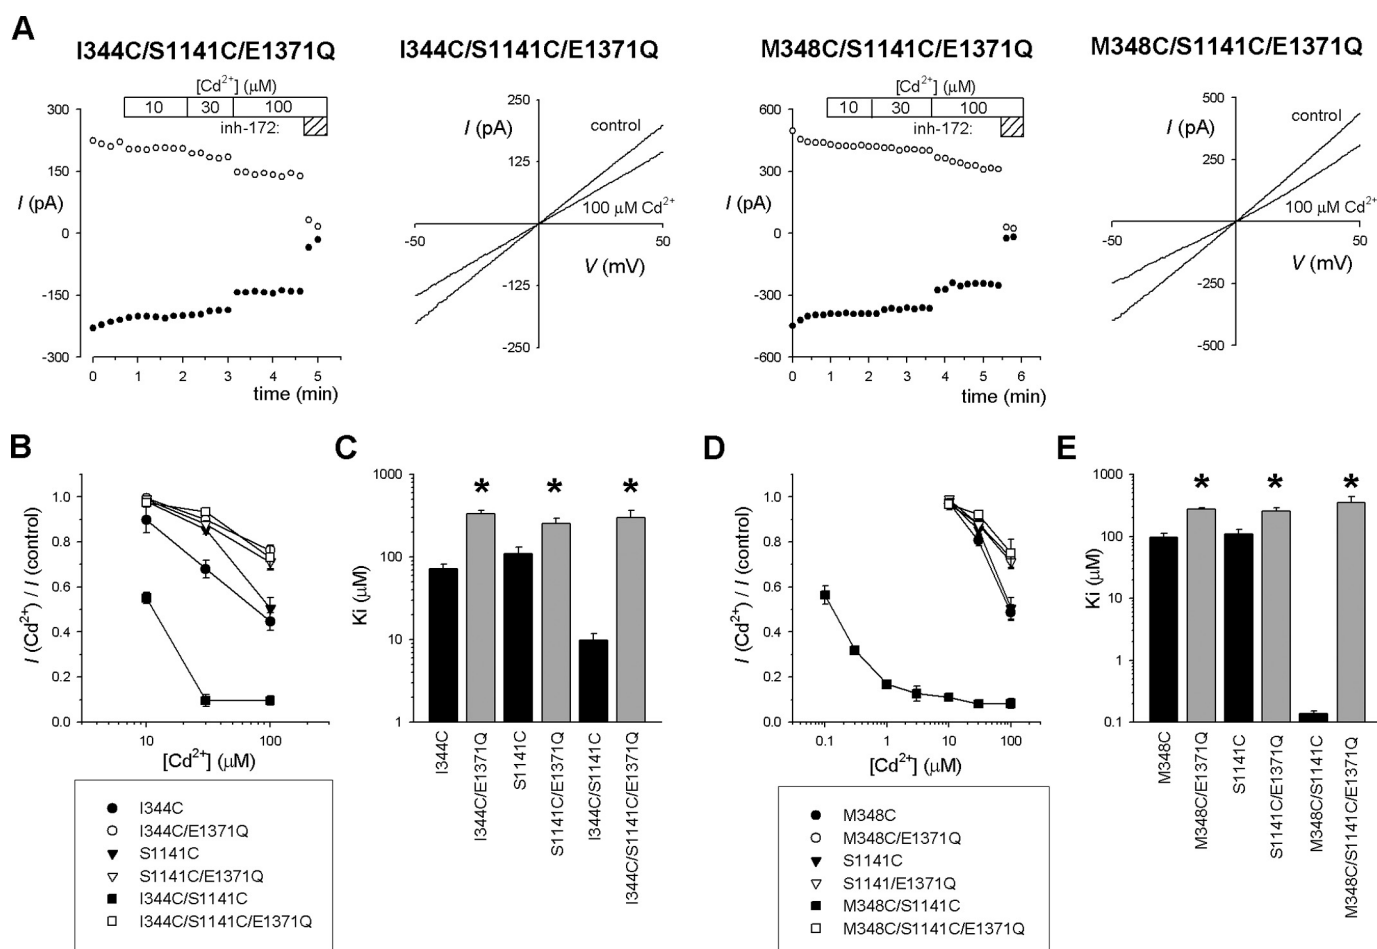 A
I344C/S1141C/E1371Q
[Cd2+] (μM)
10 30 100
inh-172:
300
150
0
-150
-300
I (pA)
0 1 2 3 4 5
time (min)
I344C/S1141C/E1371Q
250
125
-125
-250
I (pA)
control
100 μM Cd2+
-50 50
V (mV)
M348C/S1141C/E1371Q
[Cd2+] (μM)
10 30 100
inh-172:
600
300
0
-300
-600
I (pA)
0 1 2 3 4 5 6
time (min)
M348C/S1141C/E1371Q
500
250
-250
-500
I (pA)
control
100 μM Cd2+
-50 50
V (mV)
B
I (Cd2+) / I (control)
1.0
0.8
0.6
0.4
0.2
0.0
10 100
[Cd2+] (μM)
I344C
I344C/E1371Q
S1141C
S1141C/E1371Q
I344C/S1141C
I344C/S1141C/E1371Q
C
Ki (μM)
1000
100
10
1
* * *
I344C
I344C/E1371Q
S1141C
S1141C/E1371Q
I344C/S1141C
I344C/S1141C/E1371Q
D
I (Cd2+) / I (control)
1.0
0.8
0.6
0.4
0.2
0.0
0.1 1 10 100
[Cd2+] (μM)
M348C
M348C/E1371Q
S1141C
S1141/E1371Q
M348C/S1141C
M348C/S1141C/E1371Q
E
Ki (μM)
1000
100
10
1
0.1
* * *
M348C
M348C/E1371Q
S1141C
S1141C/E1371Q
M348C/S1141C
M348C/S1141C/E1371Q